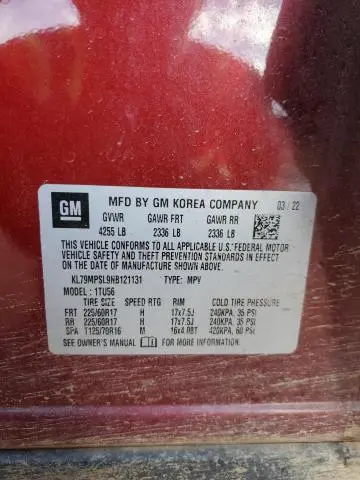 GM MFD BY GM KOREA COMPANY 03/22
GVWR GAWR FRT GAWR RR
4255 LB 2336 LB 2336 LB
THIS VEHICLE CONFORMS TO ALL APPLICABLE U.S. FEDERAL MOTOR
VEHICLE SAFETY AND THEFT PREVENTION STANDARDS IN EFFECT ON
THE DATE OF MANUFACTURE SHOWN ABOVE.
KL79MPSL9NB121131 TYPE: MPV
MODEL: 1TU56
TIRE SIZE SPEED RTG RIM COLD TIRE PRESSURE
FRT 225/60R17 H 17x7.5J 240KPA, 35 PSI
RR 225/60R17 H 17x7.5J 240KPA, 35 PSI
SPA T125/70R16 M 16x4.0BT 420KPA, 60 PSI
SEE OWNER'S MANUAL FOR MORE INFORMATION